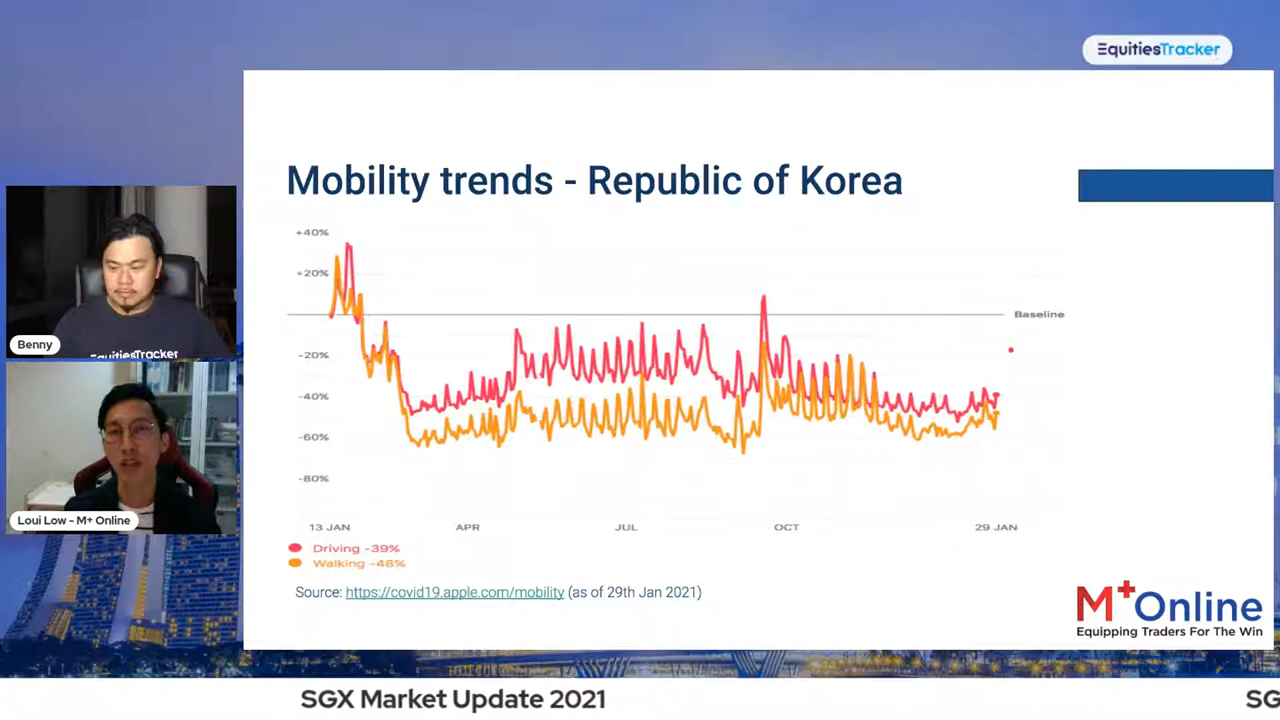 EquitiesTracker
Mobility trends - Republic of Korea
+40%
+20%
Baseline
-20%
-40%
-60%
-80%
13 JAN
APR
JUL
OCT
29 JAN
Driving -39%
Walking -48%
Source: https://covid19.apple.com/mobility (as of 29th Jan 2021)
M+Online
Equipping Traders For The Win
Benny
EquitiesTracker
Loui Low - M+ Online
SGX Market Update 2021
SG